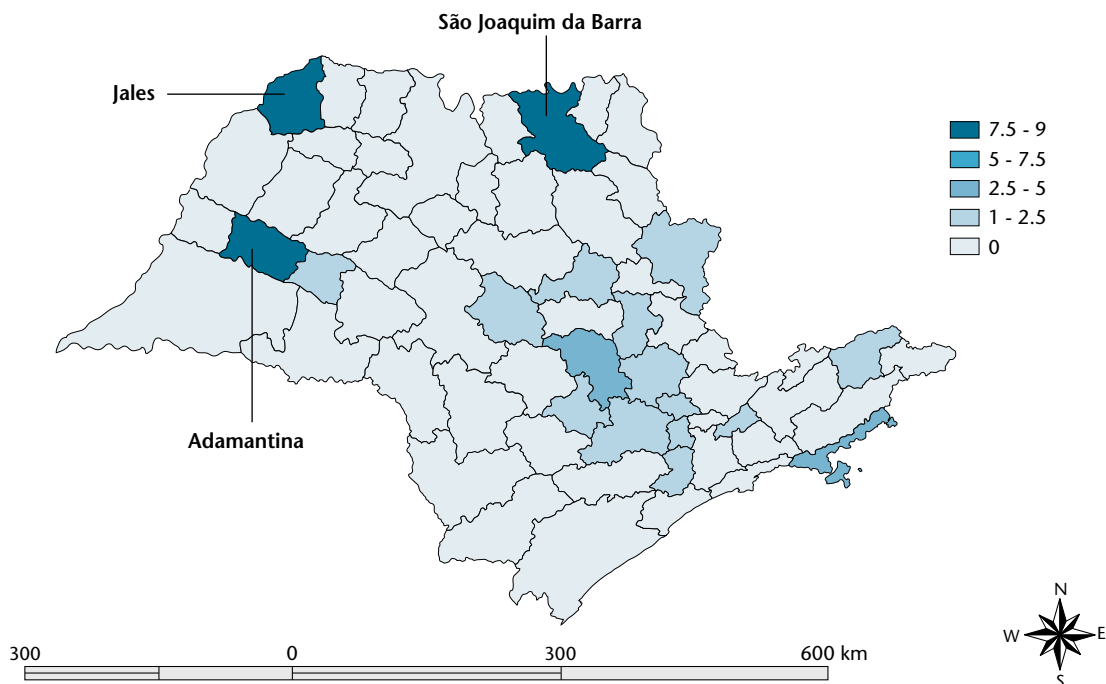 São Joaquim da Barra
Jales
7.5 - 9
5 - 7.5
2.5 - 5
1 - 2.5
0
Adamantina
N
W E
S
300 0 300 600 km